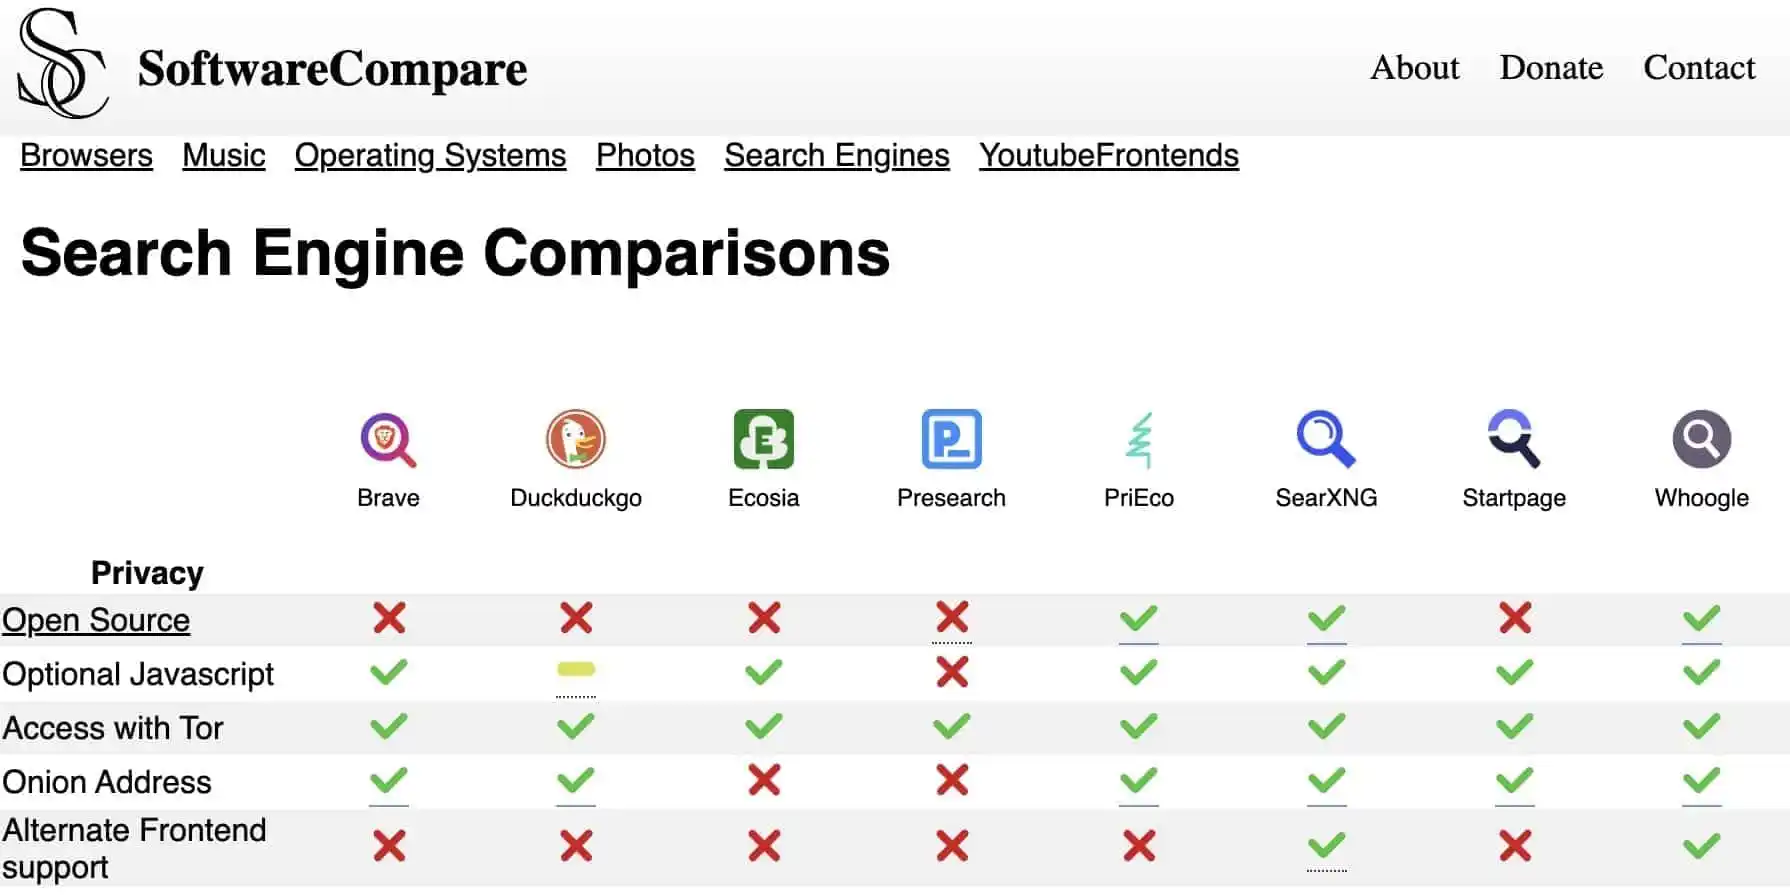 SC
SoftwareCompare
About Donate Contact
Browsers Music Operating Systems Photos Search Engines YoutubeFrontends
Search Engine Comparisons
Brave Duckduckgo Ecosia Presearch PriEco SearXNG Startpage Whoogle
Privacy
Open Source
Optional Javascript
Access with Tor
Onion Address
Alternate Frontend
support